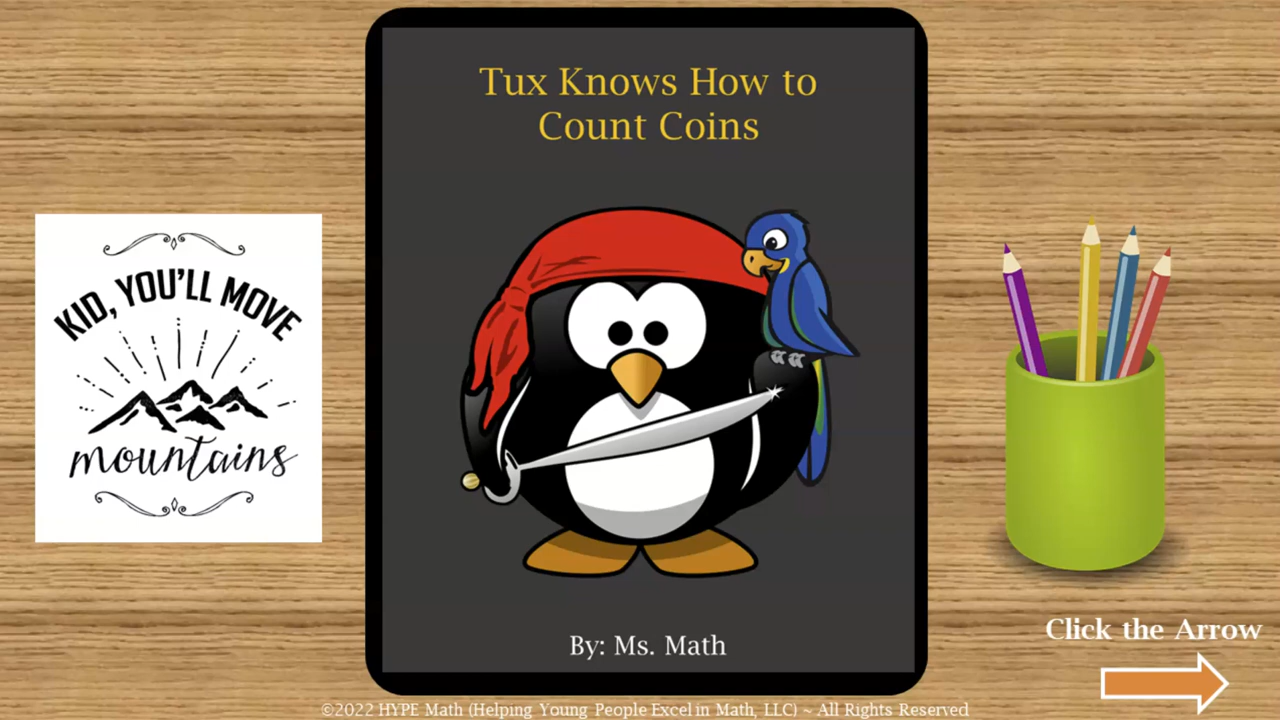 Tux Knows How to
Count Coins
KID, YOU'LL MOVE
mountains
By: Ms. Math
Click the Arrow
©2022 HYPE Math (Helping Young People Excel in Math, LLC) ~ All Rights Reserved